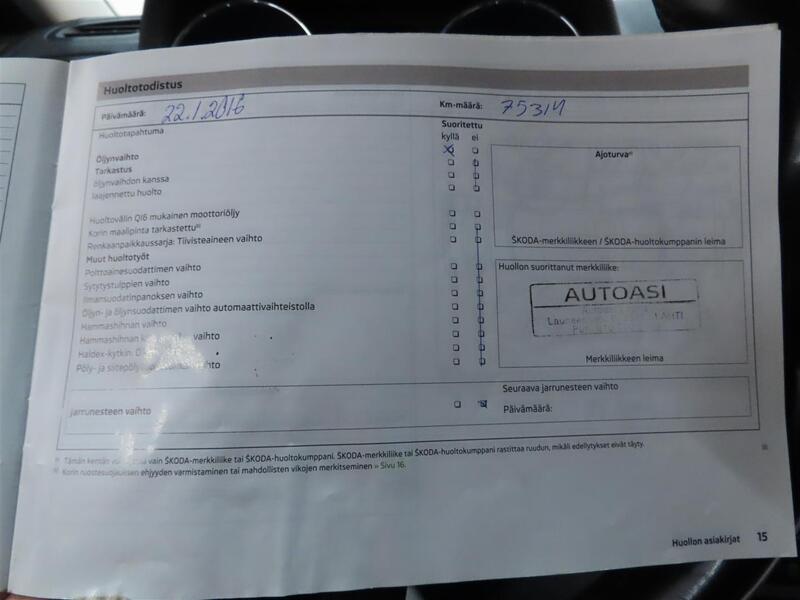 Huoltotodistus
Päivämäärä: 22.1.2016 Km-määrä: 75314
Huoltotapahtuma Suoritettu
kyllä ei
Öljynvaihto
Tarkastus
öljynvaihdon kanssa
laajennettu huolto
Ajoturva
ŠKODA-merkkiliikkeen / ŠKODA-huoltokumppanin leima
Huoltovälin QI6 mukainen moottoriöljy
Korin maalipinta tarkastettu
Renkaanpaikkaussarja: Tiivisteaineen vaihto
Muut huoltotyöt
Polttoainesuodattimen vaihto
Sytytystulppien vaihto
Ilmansuodatinpanoksen vaihto
Öljyn- ja öljynsuodattimen vaihto automaattivaihteistolla
Hammashihnan vaihto
Hammashihnan vaihto
Haldex-kytkin:
Pöly- ja siitepöly vaihto
Huollon suorittanut merkkiliike:
AUTOASI
LAHTI
Merkkiliikkeen leima
Jarrunesteen vaihto
Seuraava jarrunesteen vaihto
Päivämäärä:
Tämän kentän vain ŠKODA-merkkiliike tai ŠKODA-huoltokumppani. ŠKODA-merkkiliike tai ŠKODA-huoltokumppani rastittaa ruudun, mikäli edellytykset eivät täyty.
Korin ruostesuojauksen ehjyyden varmistaminen tai mahdollisten vikojen merkitseminen » Sivu 16.
Huollon asiakirjat 15